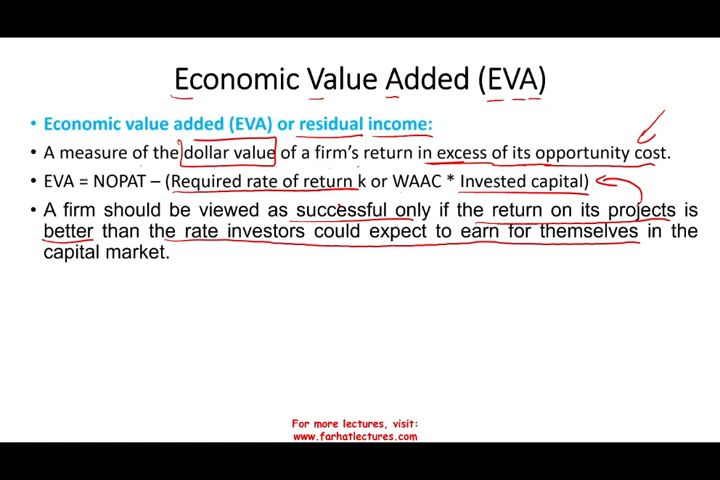 Economic Value Added (EVA)
• Economic value added (EVA) or residual income:
• A measure of the dollar value of a firm's return in excess of its opportunity cost.
• EVA = NOPAT – (Required rate of return k or WAAC * Invested capital)
• A firm should be viewed as successful only if the return on its projects is
better than the rate investors could expect to earn for themselves in the
capital market.
For more lectures, visit:
www.farhatlectures.com